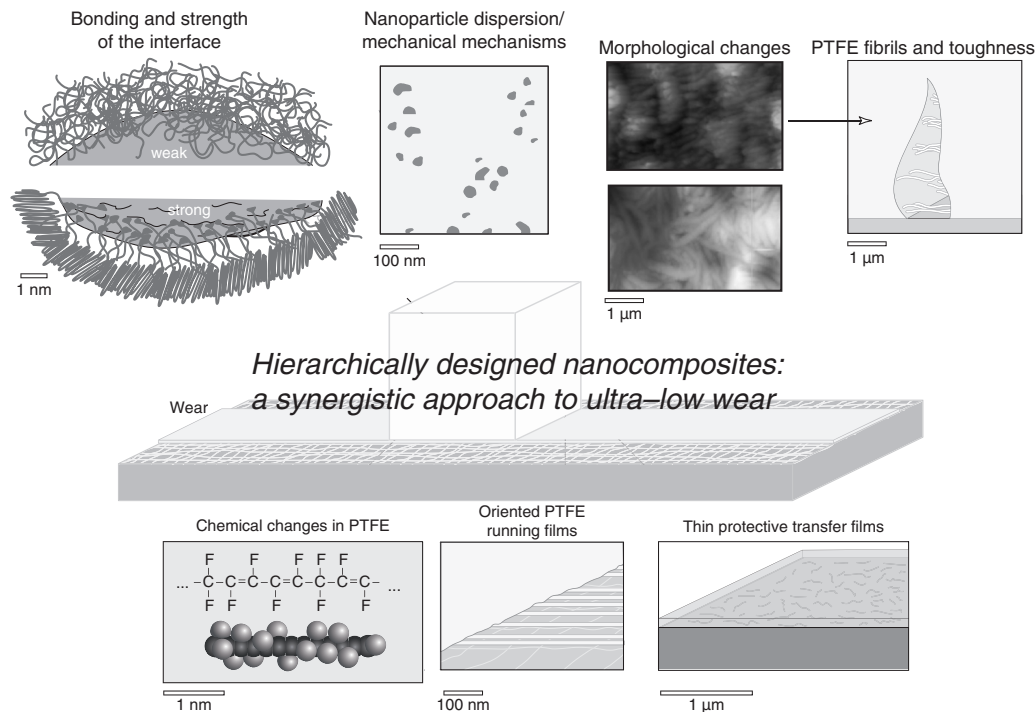 Bonding and strength
of the interface
weak
strong
1 nm
Nanoparticle dispersion/
mechanical mechanisms
100 nm
Morphological changes
1 µm
PTFE fibrils and toughness
1 µm
Hierarchically designed nanocomposites:
a synergistic approach to ultra–low wear
Wear
Chemical changes in PTFE
F F F F F
... –C–C=C–C=C–C–C=C– ...
F F F F F
1 nm
Oriented PTFE
running films
100 nm
Thin protective transfer films
1 µm